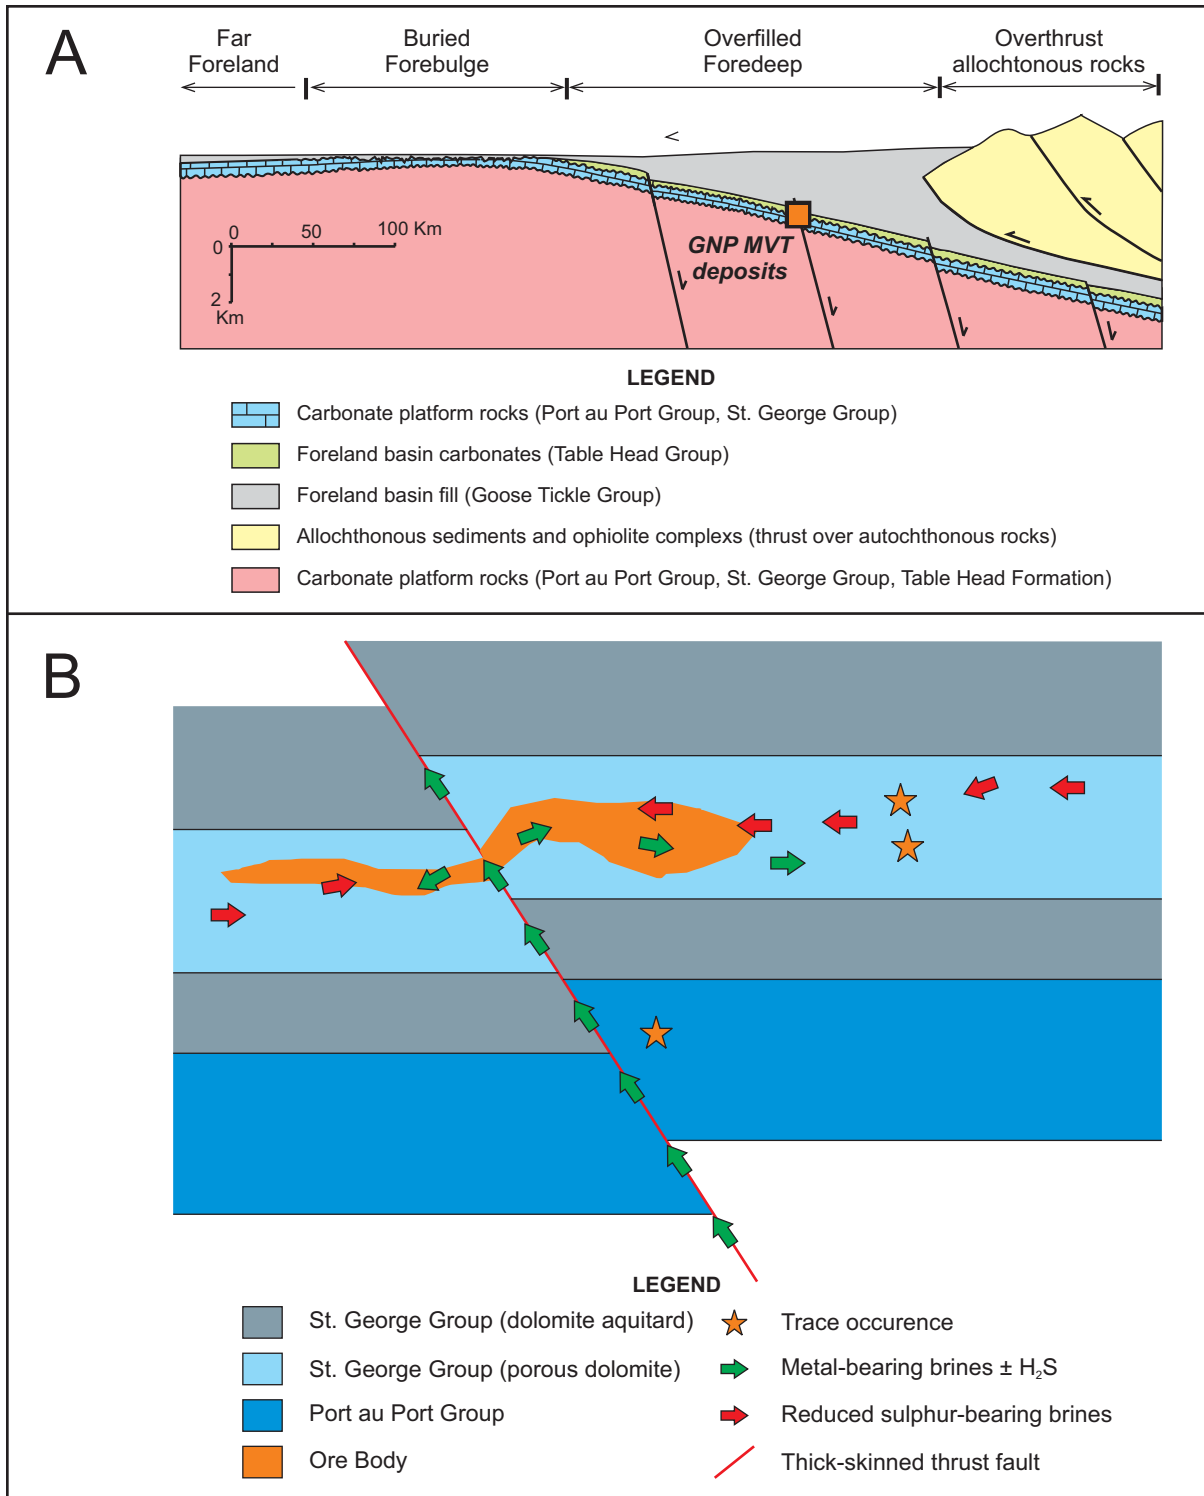 A
Far
Foreland
Buried
Forebulge
Overfilled
Foredeep
Overthrust
allochtonous rocks
0 50 100 Km
0
2
Km
GNP MVT
deposits
LEGEND
Carbonate platform rocks (Port au Port Group, St. George Group)
Foreland basin carbonates (Table Head Group)
Foreland basin fill (Goose Tickle Group)
Allochthonous sediments and ophiolite complexs (thrust over autochthonous rocks)
Carbonate platform rocks (Port au Port Group, St. George Group, Table Head Formation)
B
LEGEND
St. George Group (dolomite aquitard)
St. George Group (porous dolomite)
Port au Port Group
Ore Body
Trace occurence
Metal-bearing brines ± H₂S
Reduced sulphur-bearing brines
Thick-skinned thrust fault